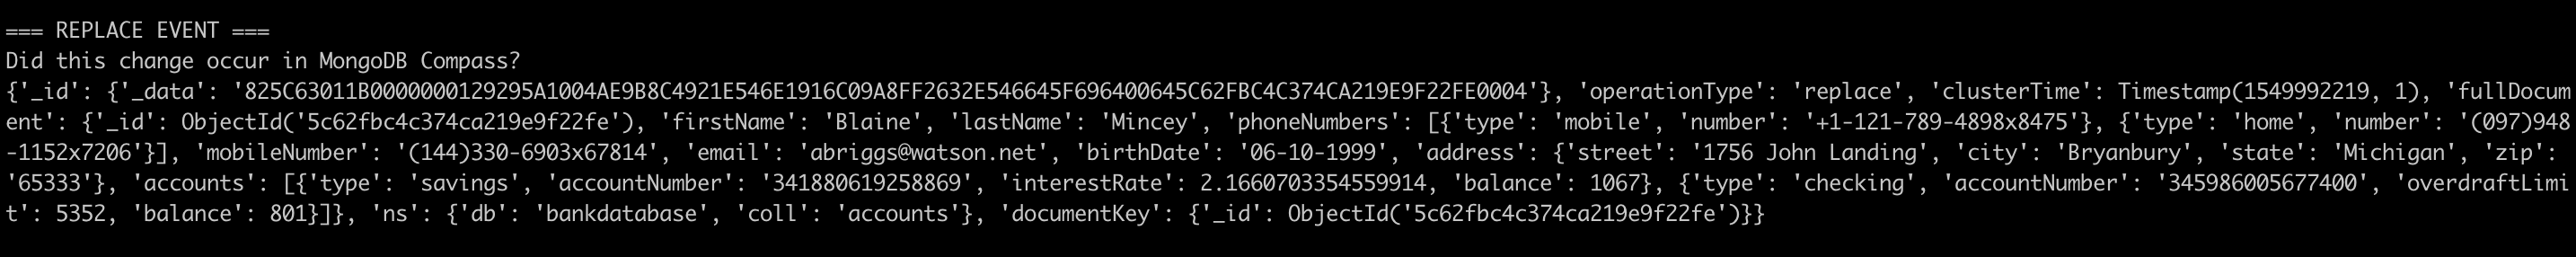 === REPLACE EVENT ===
Did this change occur in MongoDB Compass?
{'_id': {'_data': '825C63011B0000000129295A1004AE9B8C4921E546E1916C09A8FF2632E546645F696400645C62FBC4C374CA219E9F22FE0004'}, 'operationType': 'replace', 'clusterTime': Timestamp(1549992219, 1), 'fullDocum
ent': {'_id': ObjectId('5c62fbc4c374ca219e9f22fe'), 'firstName': 'Blaine', 'lastName': 'Mincey', 'phoneNumbers': [{'type': 'mobile', 'number': '+1-121-789-4898x8475'}, {'type': 'home', 'number': '(097)948
-1152x7206'}], 'mobileNumber': '(144)330-6903x67814', 'email': 'abriggs@watson.net', 'birthDate': '06-10-1999', 'address': {'street': '1756 John Landing', 'city': 'Bryanbury', 'state': 'Michigan', 'zip':
'65333'}, 'accounts': [{'type': 'savings', 'accountNumber': '341880619258869', 'interestRate': 2.1660703354559914, 'balance': 1067}, {'type': 'checking', 'accountNumber': '345986005677400', 'overdraftLimi
t': 5352, 'balance': 801}]}, 'ns': {'db': 'bankdatabase', 'coll': 'accounts'}, 'documentKey': {'_id': ObjectId('5c62fbc4c374ca219e9f22fe')}}